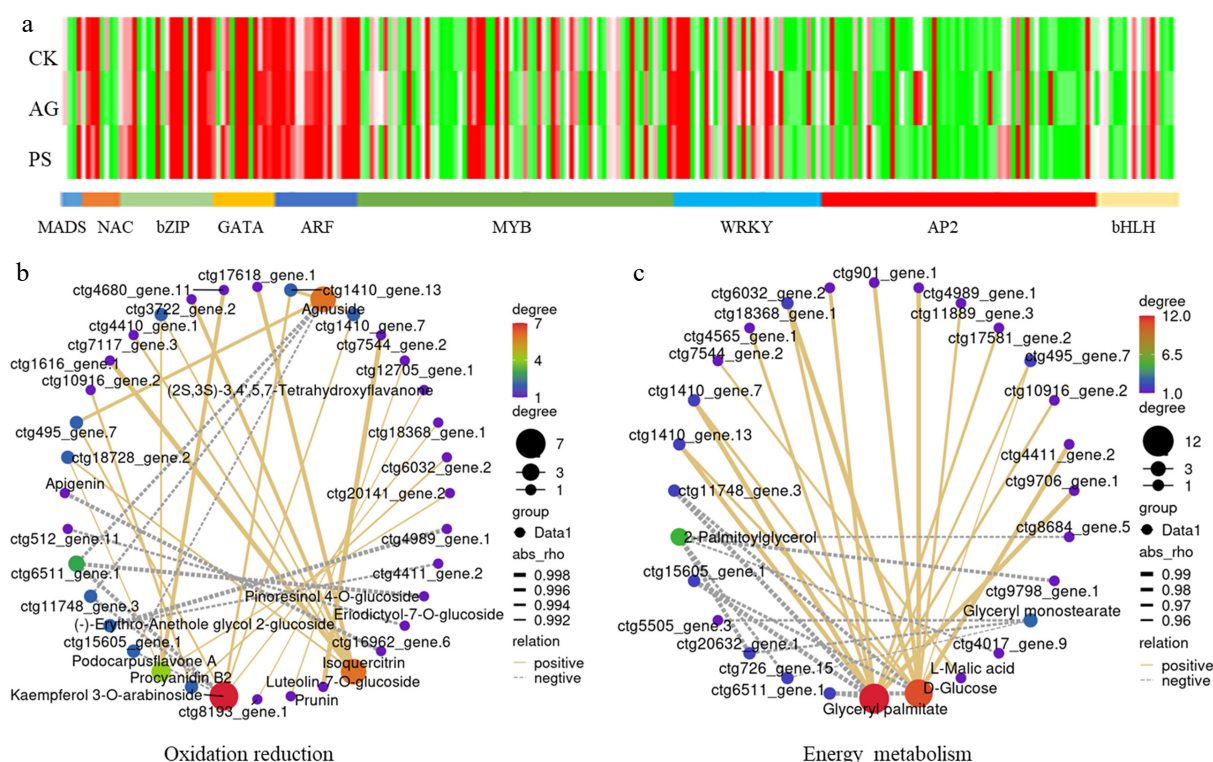 a
CK
AG
PS
MADS NAC bZIP GATA ARF MYB WRKY AP2 bHLH
b
ctg17618_gene.1
ctg4680_gene.11
ctg1410_gene.13
ctg3722_gene.2
Agnuside
ctg4410_gene.1
ctg1410_gene.7
ctg7117_gene.3
ctg7544_gene.2
ctg1616_gene.1
ctg12705_gene.1
ctg10916_gene.2
(2S,3S)-3,4',5,7-Tetrahydroxyflavanone
ctg495_gene.7
ctg18368_gene.1
ctg18728_gene.2
ctg6032_gene.2
Apigenin
ctg20141_gene.2
ctg512_gene.11
ctg4989_gene.1
ctg6511_gene.1
ctg4411_gene.2
ctg11748_gene.3
Pinoresinol 4-O-glucoside
Eriodictyol-7-O-glucoside
(-)-Erythro-Anethole glycol 2-glucoside
ctg15605_gene.1
ctg16962_gene.6
Podocarpusflavone A
Isoquercitrin
Procyanidin B2
Luteolin 7-O-glucoside
Kaempferol 3-O-arabinoside
Prunin
ctg8193_gene.1
degree
7
4
1
degree
7
3
1
group
Data1
abs_rho
0.998
0.996
0.994
0.992
relation
positive
negtive
Oxidation reduction
c
ctg901_gene.1
ctg6032_gene.2
ctg4989_gene.1
ctg18368_gene.1
ctg11889_gene.3
ctg4565_gene.1
ctg17581_gene.2
ctg7544_gene.2
ctg495_gene.7
ctg1410_gene.7
ctg10916_gene.2
ctg1410_gene.13
ctg4411_gene.2
ctg11748_gene.3
ctg9706_gene.1
2-Palmitoylglycerol
ctg8684_gene.5
ctg15605_gene.1
ctg9798_gene.1
ctg5505_gene.3
Glyceryl monostearate
ctg20632_gene.1
ctg4017_gene.9
ctg726_gene.15
L-Malic acid
ctg6511_gene.1
D-Glucose
Glyceryl palmitate
degree
12.0
6.5
1.0
degree
12
3
1
group
Data1
abs_rho
0.99
0.98
0.97
0.96
relation
positive
negtive
Energy metabolism